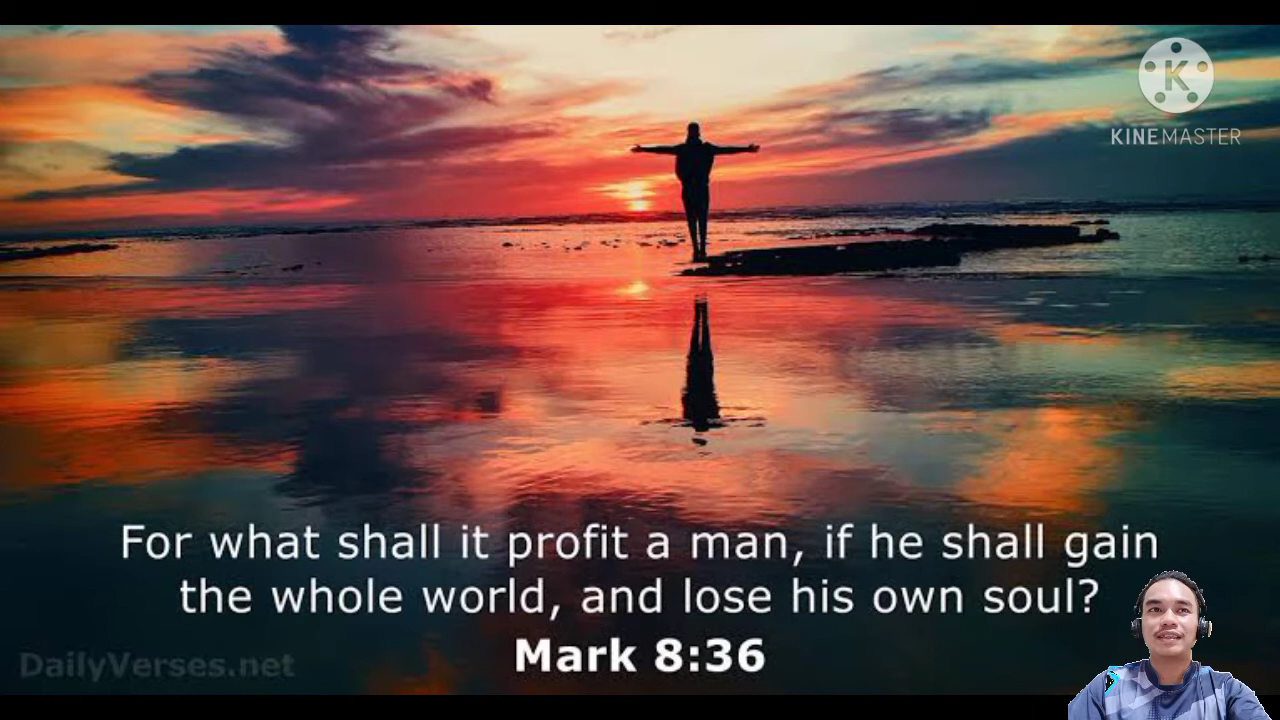 KINEMASTER
For what shall it profit a man, if he shall gain
the whole world, and lose his own soul?
Mark 8:36
DailyVerses.net